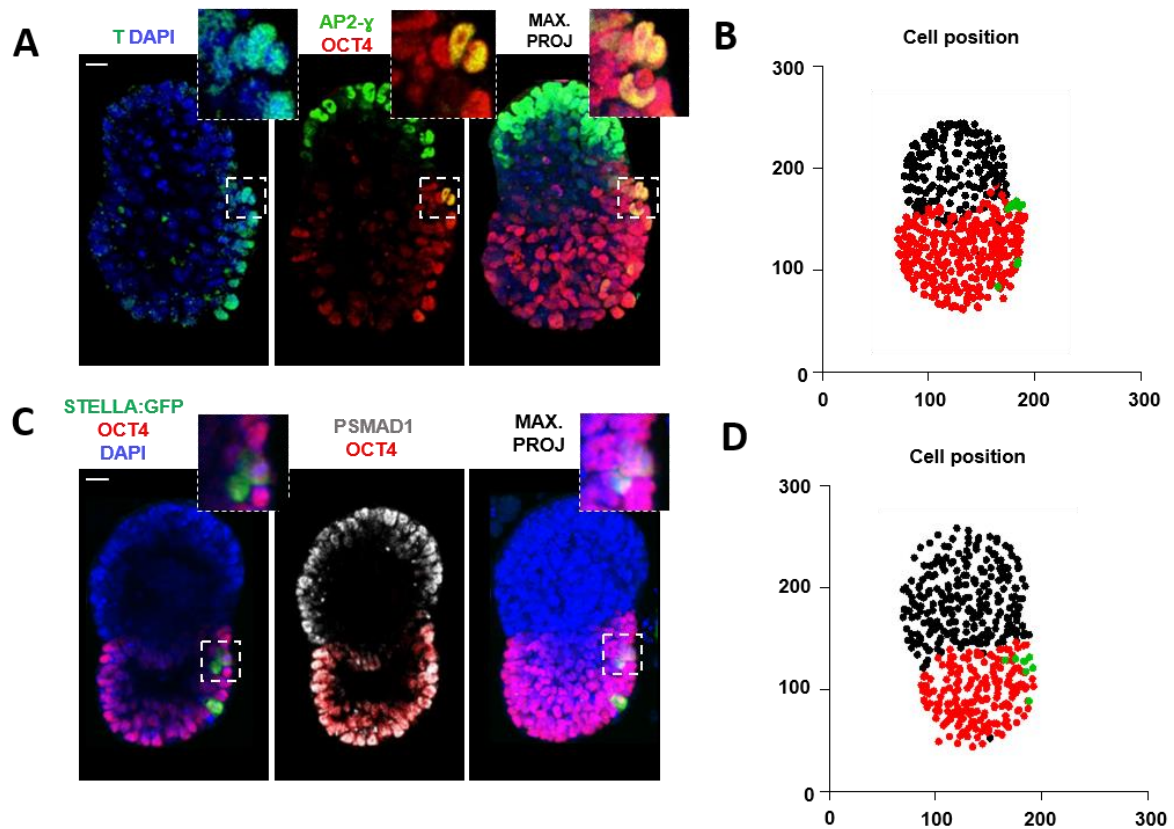 A
T DAPI
AP2-ɣ
OCT4
MAX.
PROJ
B
Cell position
300
200
100
0
0
100
200
300
C
STELLA:GFP
OCT4
DAPI
PSMAD1
OCT4
MAX.
PROJ
D
Cell position
300
200
100
0
0
100
200
300